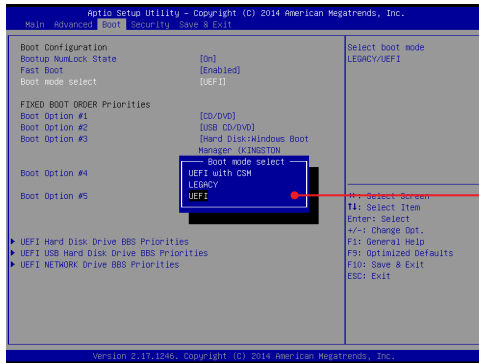 Aptio Setup Utility - Copyright (C) 2014 American Megatrends, Inc.
Main Advanced Boot Security Save & Exit
Boot Configuration
Bootup NumLock State [On]
Fast Boot [Enabled]
Boot mode select [UEFI]
FIXED BOOT ORDER Priorities
Boot Option #1 [CD/DVD]
Boot Option #2 [USB CD/DVD]
Boot Option #3 [Hard Disk:Windows Boot
Manager (KINGSTON
Boot mode select
UEFI with CSM
LEGACY
UEFI
Boot Option #4
Boot Option #5
UEFI Hard Disk Drive BBS Priorities
UEFI USB Hard Disk Drive BBS Priorities
UEFI NETWORK Drive BBS Priorities
Select boot mode
LEGACY/UEFI
↔: Select Screen
↑↓: Select Item
Enter: Select
+/-: Change Opt.
F1: General Help
F9: Optimized Defaults
F10: Save & Exit
ESC: Exit
Version 2.17.1246. Copyright (C) 2014 American Megatrends, Inc.